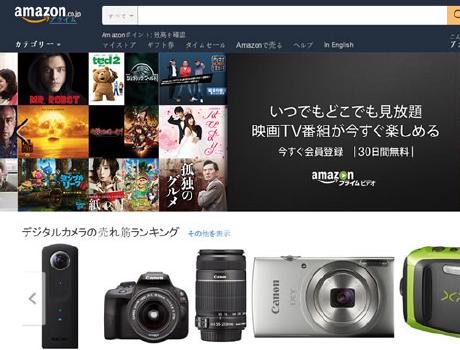 amazon.co.jp
プライム
すべて
Amazonポイント: 残高を確認
カテゴリー
マイストア ギフト券 タイムセール Amazonで売る ヘルプ In English
MR ROBOT
ted2
孤独のグルメ
いつでもどこでも見放題
映画TV番組が今すぐ楽しめる
今すぐ会員登録 |30日間無料|
amazon
プライムビデオ
デジタルカメラの売れ筋ランキング その他を表示
Canon
Canon
Canon
IXY